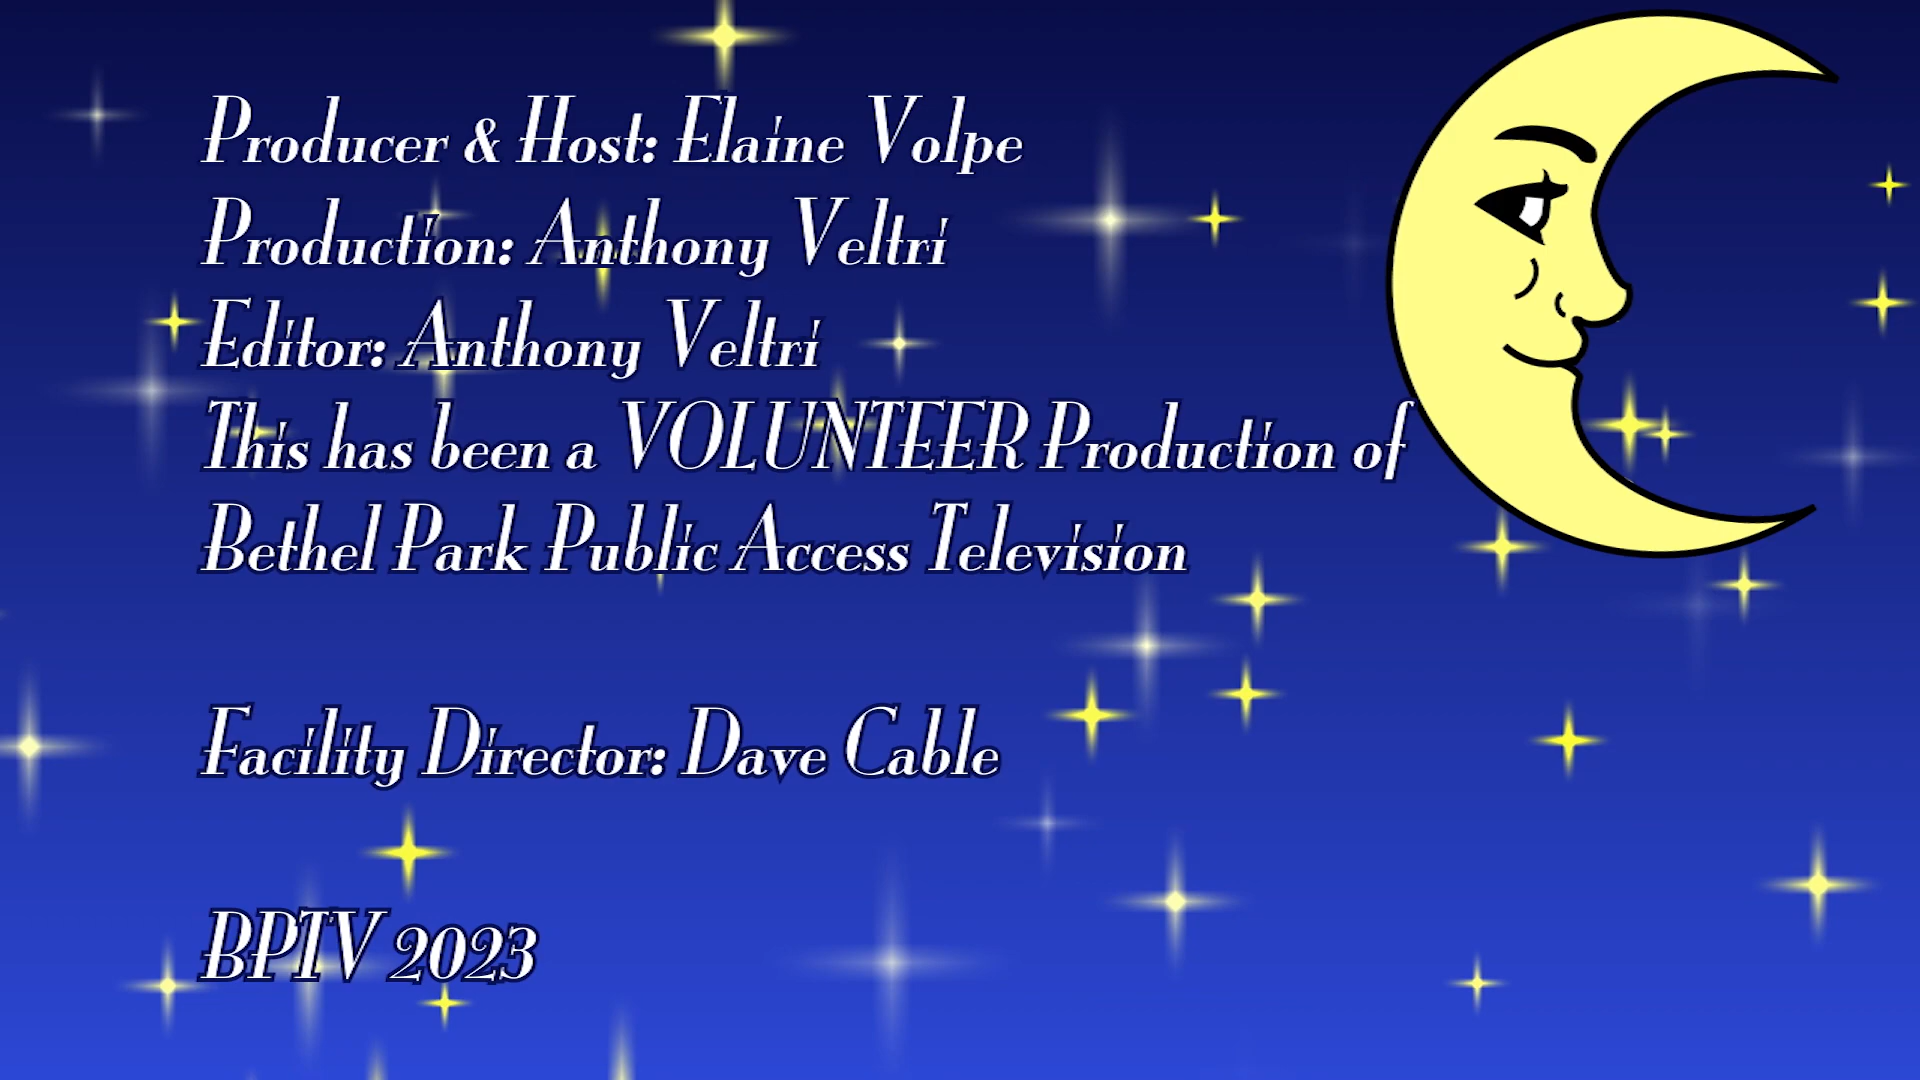 Producer & Host: Elaine Volpe
Production: Anthony Veltri
Editor: Anthony Veltri
This has been a VOLUNTEER Production of
Bethel Park Public Access Television
Facility Director: Dave Cable
BPTV 2023